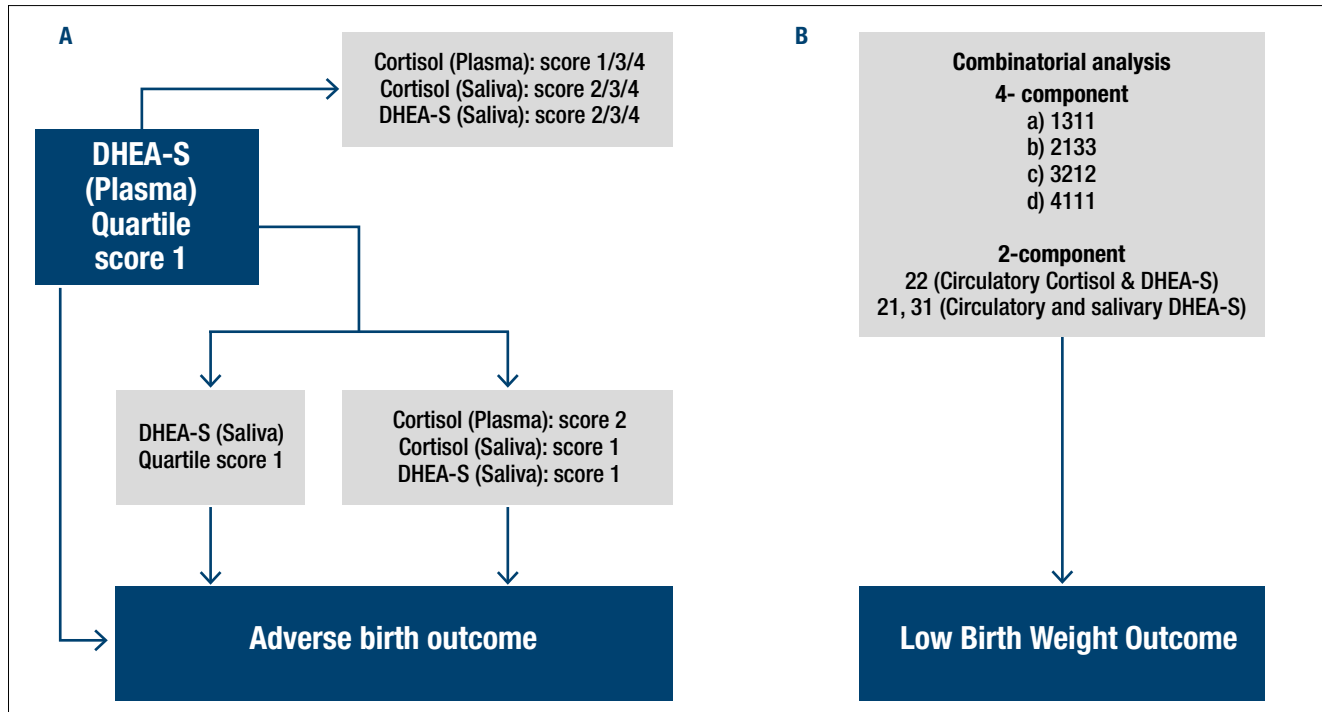 A
Cortisol (Plasma): score 1/3/4
Cortisol (Saliva): score 2/3/4
DHEA-S (Saliva): score 2/3/4
DHEA-S
(Plasma)
Quartile
score 1
DHEA-S (Saliva)
Quartile score 1
Cortisol (Plasma): score 2
Cortisol (Saliva): score 1
DHEA-S (Saliva): score 1
Adverse birth outcome
B
Combinatorial analysis
4- component
a) 1311
b) 2133
c) 3212
d) 4111
2-component
22 (Circulatory Cortisol & DHEA-S)
21, 31 (Circulatory and salivary DHEA-S)
Low Birth Weight Outcome